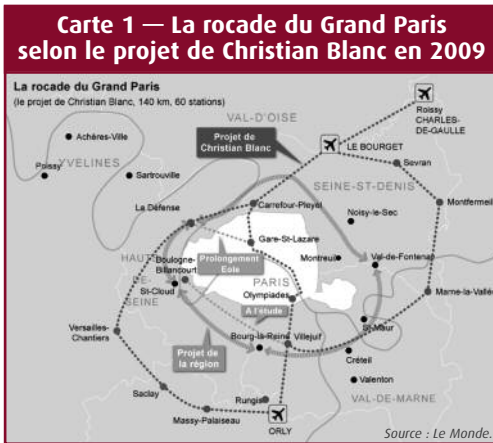 Carte 1 — La rocade du Grand Paris
selon le projet de Christian Blanc en 2009
La rocade du Grand Paris
(le projet de Christian Blanc, 140 km, 60 stations)
Roissy
CHARLES-
DE-GAULLE
VAL-D'OISE
Achères-Ville
Projet de
Christian Blanc
LE BOURGET
Poissy
YVELINES
Sartrouville
Sevran
SEINE-ST-DENIS
La Défense
Carrefour-Pleyel
Montfermeil
Noisy-le-Sec
Gare-St-Lazare
HAUTS
DE-
SEINE
Boulogne-
Billancourt
Prolongement
Eole
Montreuil
Val-de-Fontenay
St-Cloud
PARIS
Olympiades
Marne-la-Vallée
A l'étude
St-Maur
Versailles-
Chantiers
Bourg-la-Reine
Villejuif
Projet de
la région
Créteil
Valenton
Saclay
Rungis
VAL-DE-MARNE
Massy-Palaiseau
ORLY
Source : Le Monde.